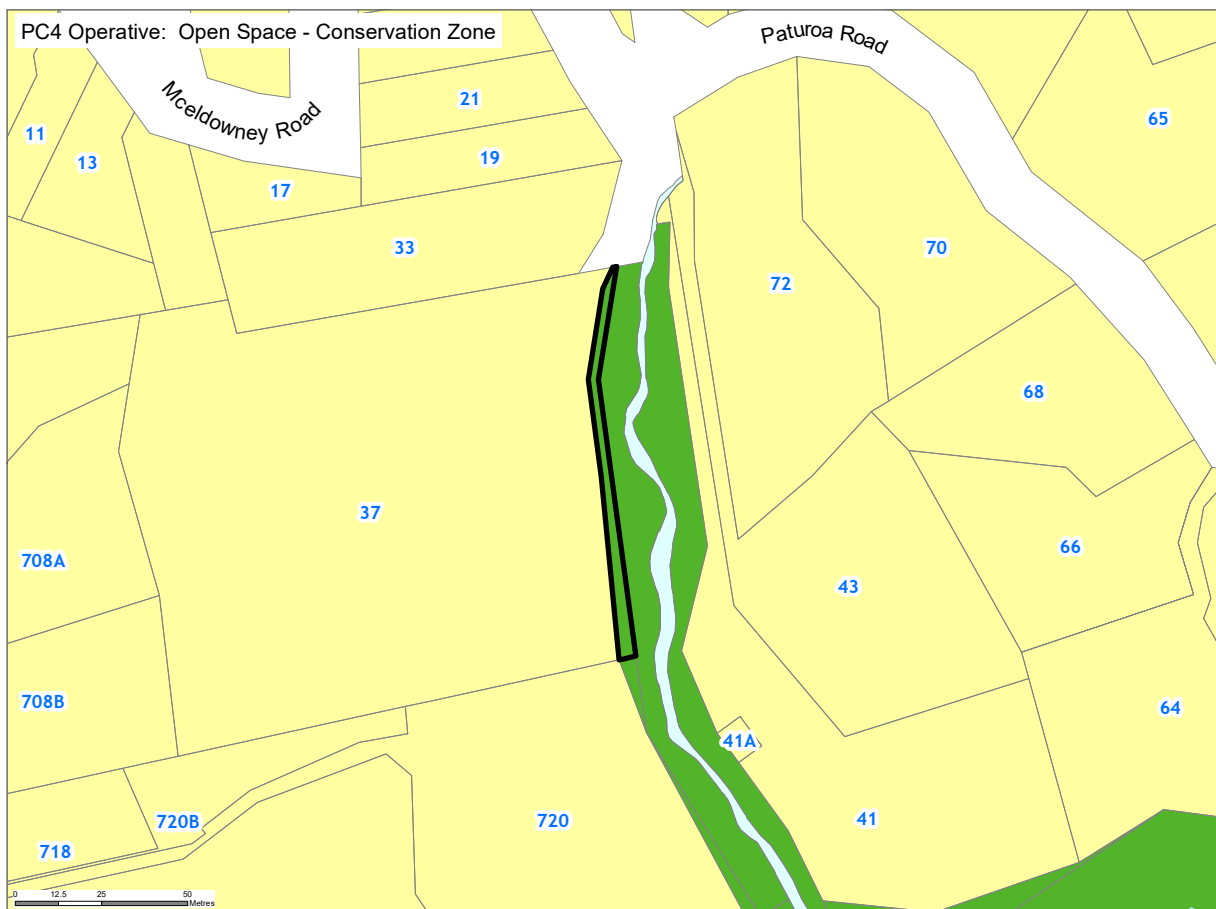 PC4 Operative: Open Space - Conservation Zone
Paturoa Road
Mceldowney Road
21
65
11
13
19
17
33
70
72
68
37
66
708A
43
708B
64
41A
720B
720
41
718
0 12.5 25 50
Metres